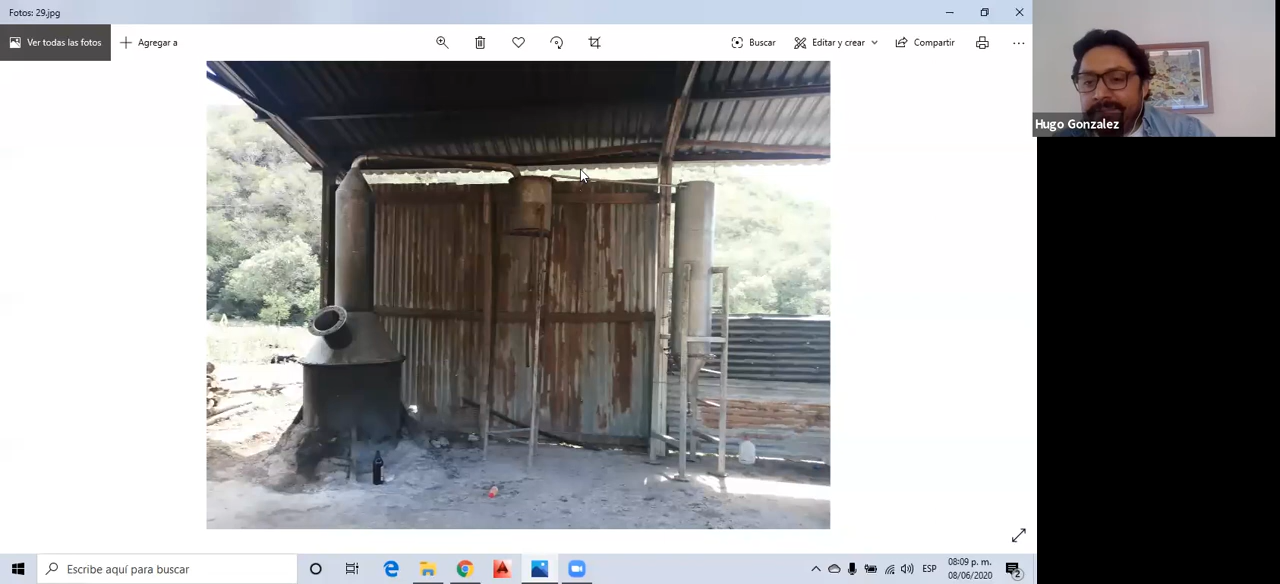 Fotos: 29.jpg
Ver todas las fotos
Agregar a
Buscar
Editar y crear
Compartir
Hugo Gonzalez
Escribe aquí para buscar
ESP
08:09 p. m.
08/06/2020
2